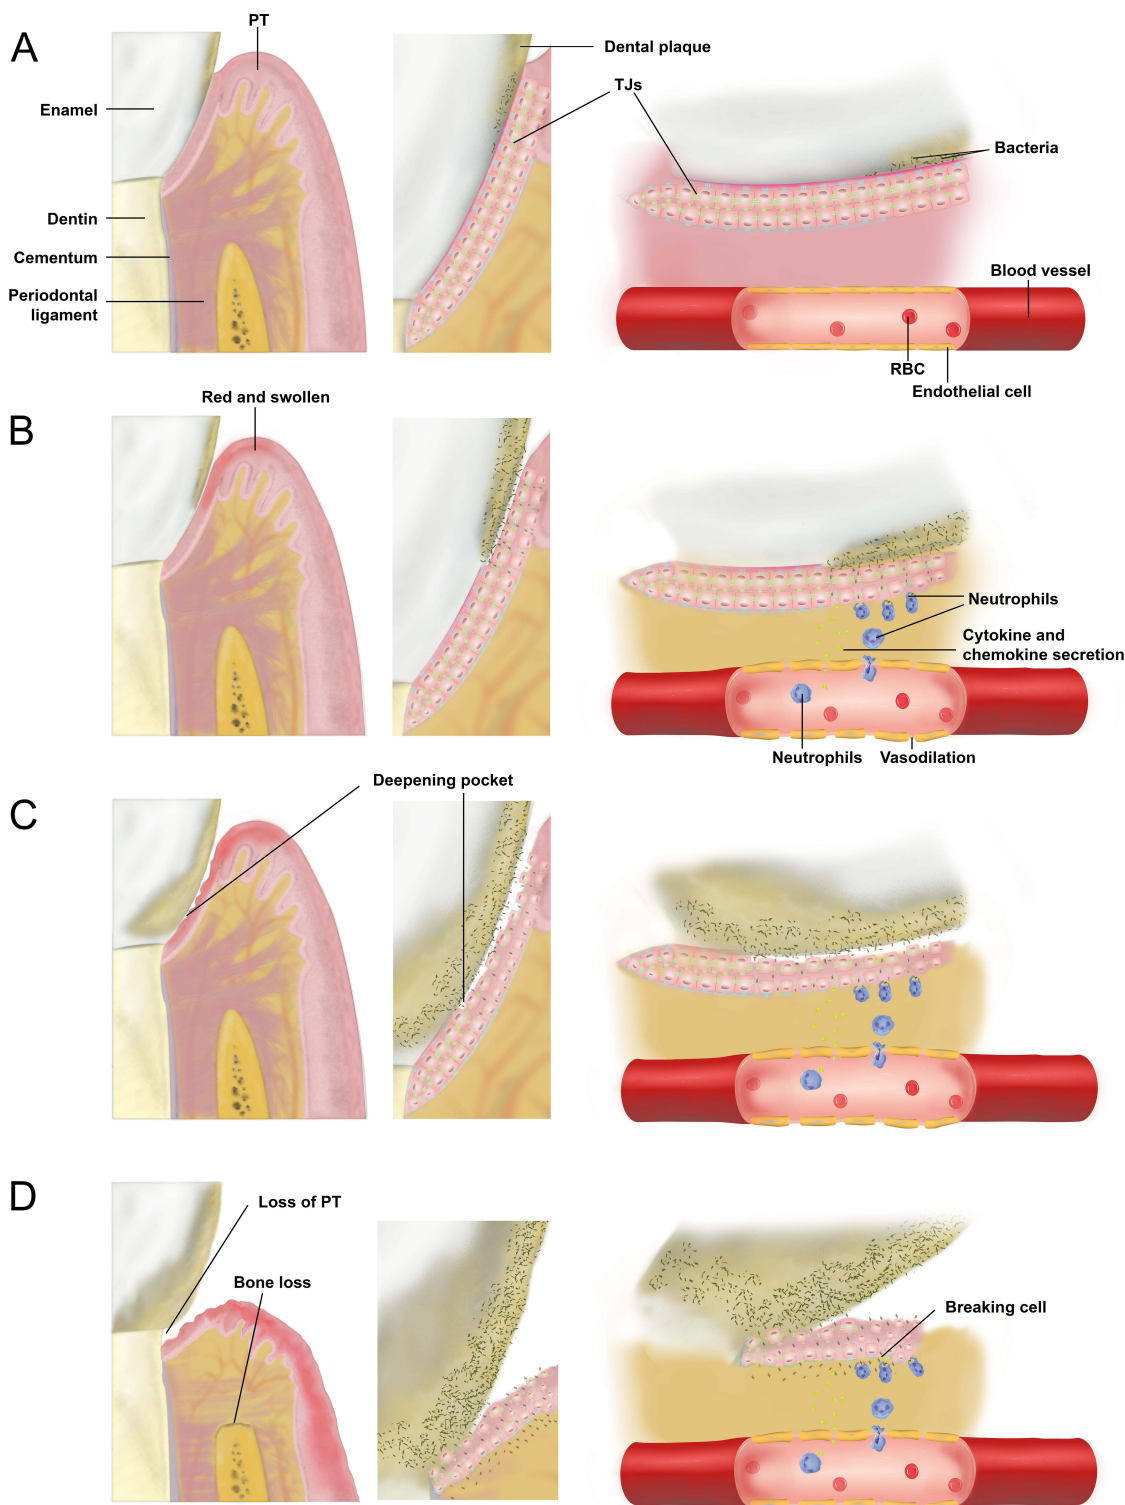 A
PT
Dental plaque
TJs
Enamel
Bacteria
Dentin
Cementum
Periodontal
ligament
Blood vessel
RBC
Endothelial cell
B
Red and swollen
Neutrophils
Cytokine and
chemokine secretion
Neutrophils
Vasodilation
C
Deepening pocket
D
Loss of PT
Bone loss
Breaking cell